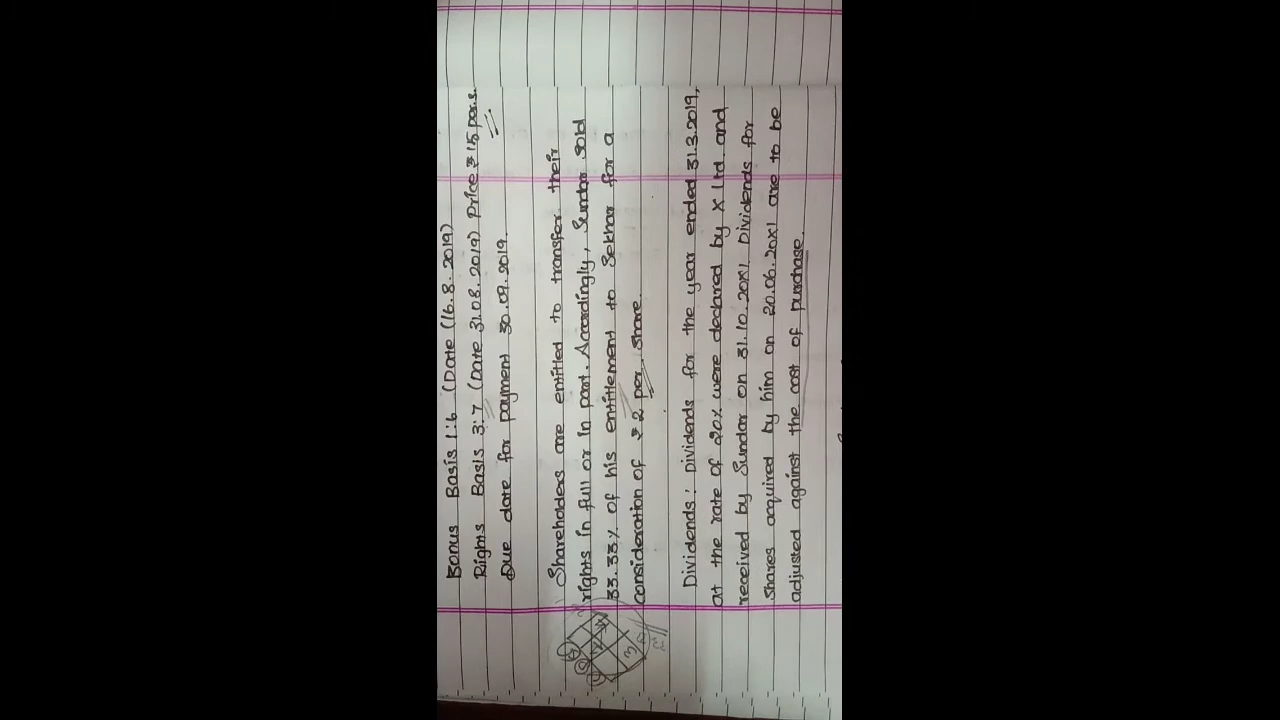 Bonus Basis 1:6 (Date (16.8.2019)
Rights Basis 3:7 (Date 31.08.2019) Price ₹ 15 per.s.
Due date for payment 30.09.2019.
Shareholders are entitled to transfer their
rights in full or in part. Accordingly, Sundar sold
33.33% of his entitlement to Sekhar for a
consideration of ₹ 2 per share.
Dividends: Dividends for the year ended 31.3.2019,
at the rate of 20% were declared by X Ltd and
received by Sundar on 31.10.20X1. Dividends for
shares acquired by him on 20.06.20X1 are to be
adjusted against the cost of purchase.